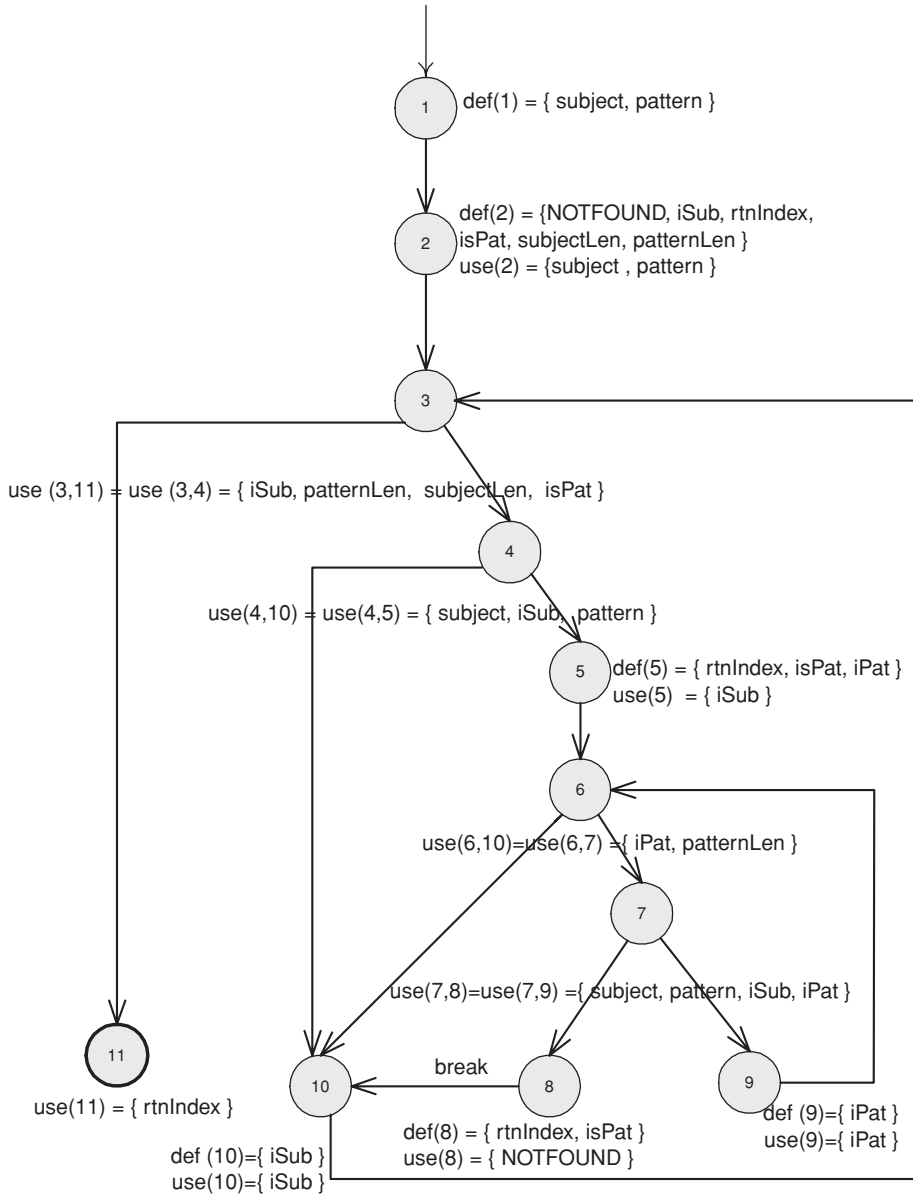 1
def(1) = { subject, pattern }
2
def(2) = {NOTFOUND, iSub, rtnIndex,
isPat, subjectLen, patternLen }
use(2) = {subject , pattern }
3
use (3,11) = use (3,4) = { iSub, patternLen, subjectLen, isPat }
4
use(4,10) = use(4,5) = { subject, iSub, pattern }
5
def(5) = { rtnIndex, isPat, iPat }
use(5) = { iSub }
6
use(6,10)=use(6,7) ={ iPat, patternLen }
7
use(7,8)=use(7,9) ={ subject, pattern, iSub, iPat }
11
use(11) = { rtnIndex }
10
def (10)={ iSub }
use(10)={ iSub }
break
8
def(8) = { rtnIndex, isPat }
use(8) = { NOTFOUND }
9
def (9)={ iPat }
use(9)={ iPat }